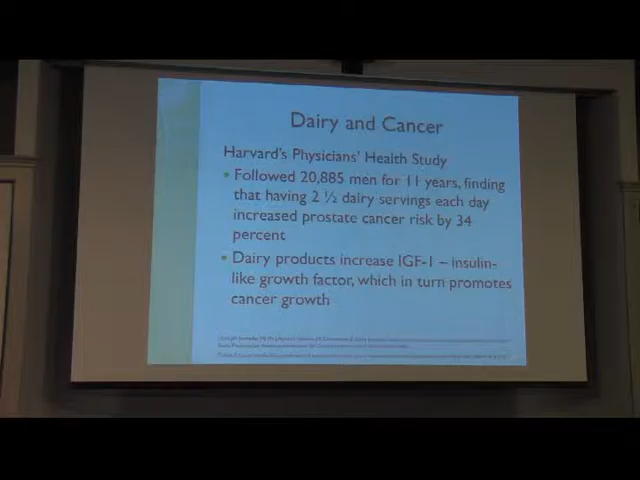 Dairy and Cancer
Harvard's Physicians' Health Study
• Followed 20,885 men for 11 years, finding
that having 2 ½ dairy servings each day
increased prostate cancer risk by 34
percent
• Dairy products increase IGF-1 – insulin-
like growth factor, which in turn promotes
cancer growth